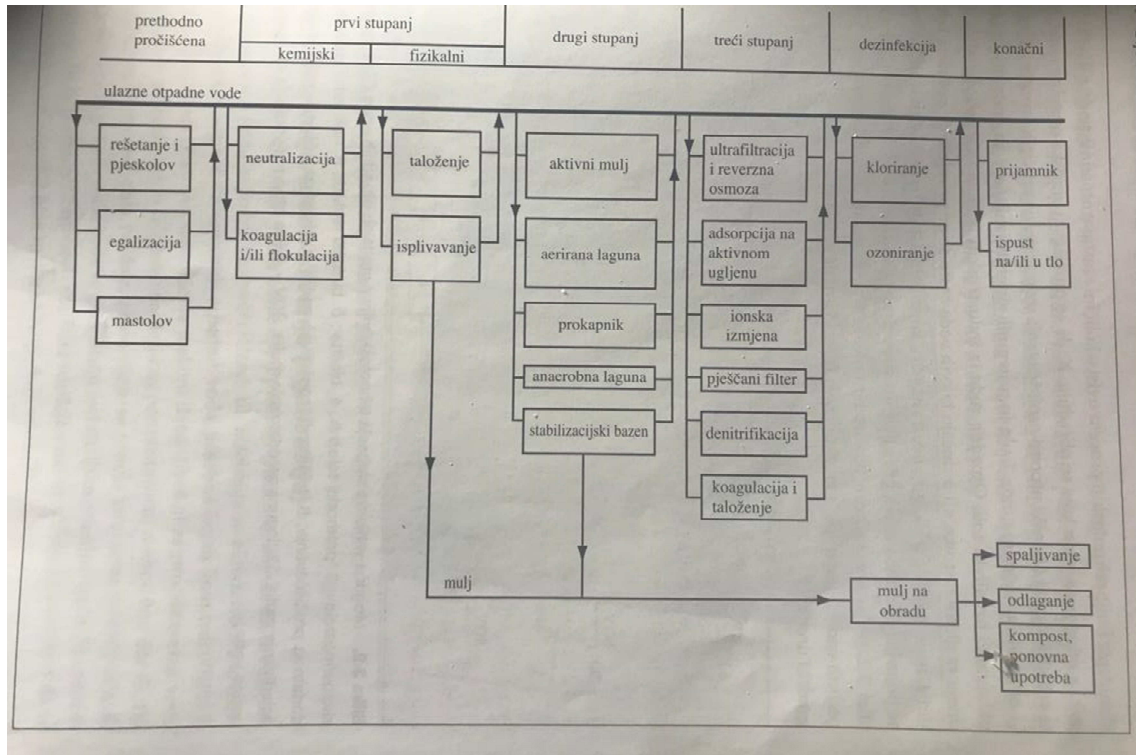 prethodno
pročišćena
prvi stupanj
kemijski
fizikalni
drugi stupanj
treći stupanj
dezinfekcija
konačni
ulazne otpadne vode
rešetanje i
pjeskolov
egalizacija
mastolov
neutralizacija
koagulacija
i/ili flokulacija
taloženje
isplivavanje
aktivni mulj
aerirana laguna
prokapnik
anaerobna laguna
stabilizacijski bazen
ultrafiltracija
i reverzna
osmoza
adsorpcija na
aktivnom
ugljenu
ionska
izmjena
pješčani filter
denitrifikacija
koagulacija i
taloženje
kloriranje
ozoniranje
prijamnik
ispust
na/ili u tlo
mulj
mulj na
obradu
spaljivanje
odlaganje
kompost,
ponovna
upotreba